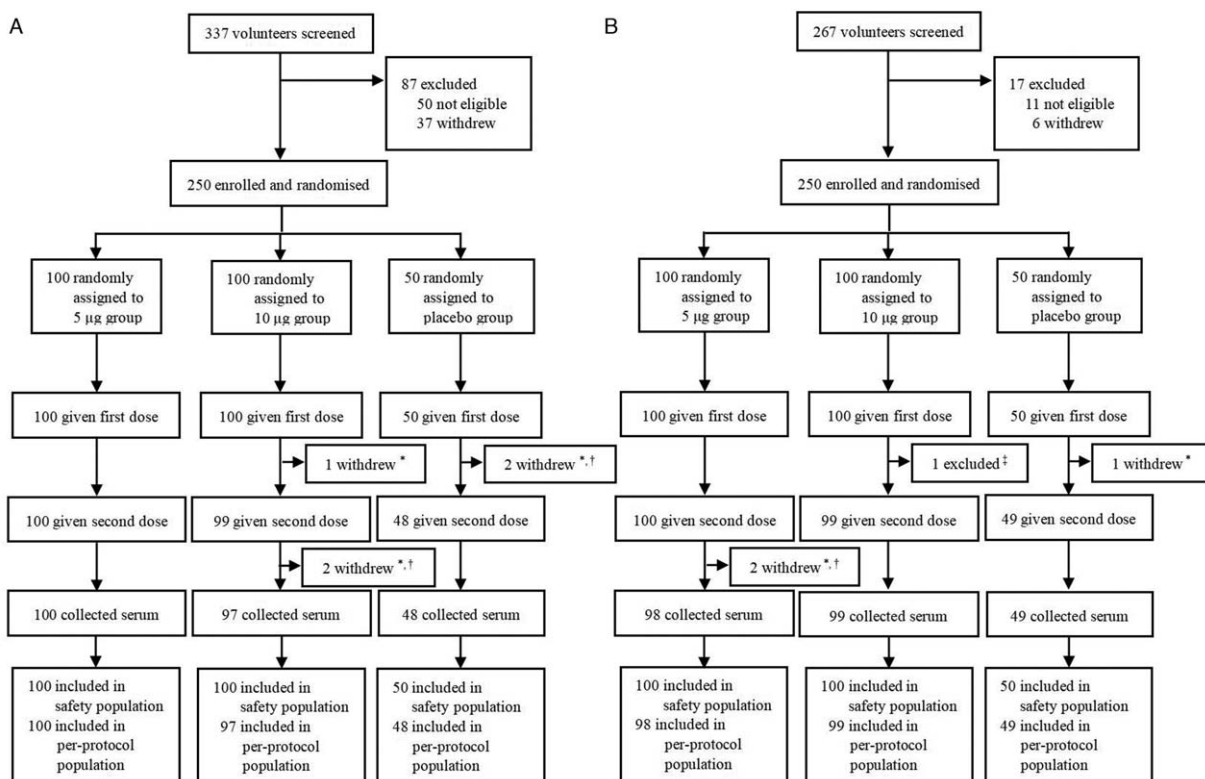 A
337 volunteers screened
87 excluded
50 not eligible
37 withdrew
250 enrolled and randomised
100 randomly
assigned to
5 µg group
100 randomly
assigned to
10 µg group
50 randomly
assigned to
placebo group
100 given first dose
100 given first dose
50 given first dose
1 withdrew *
2 withdrew *,†
100 given second dose
99 given second dose
48 given second dose
2 withdrew *,†
100 collected serum
97 collected serum
48 collected serum
100 included in
safety population
100 included in
per-protocol
population
100 included in
safety population
97 included in
per-protocol
population
50 included in
safety population
48 included in
per-protocol
population
B
267 volunteers screened
17 excluded
11 not eligible
6 withdrew
250 enrolled and randomised
100 randomly
assigned to
5 µg group
100 randomly
assigned to
10 µg group
50 randomly
assigned to
placebo group
100 given first dose
100 given first dose
50 given first dose
1 excluded ‡
1 withdrew *
100 given second dose
99 given second dose
49 given second dose
2 withdrew *,†
98 collected serum
99 collected serum
49 collected serum
100 included in
safety population
98 included in
per-protocol
population
100 included in
safety population
99 included in
per-protocol
population
50 included in
safety population
49 included in
per-protocol
population